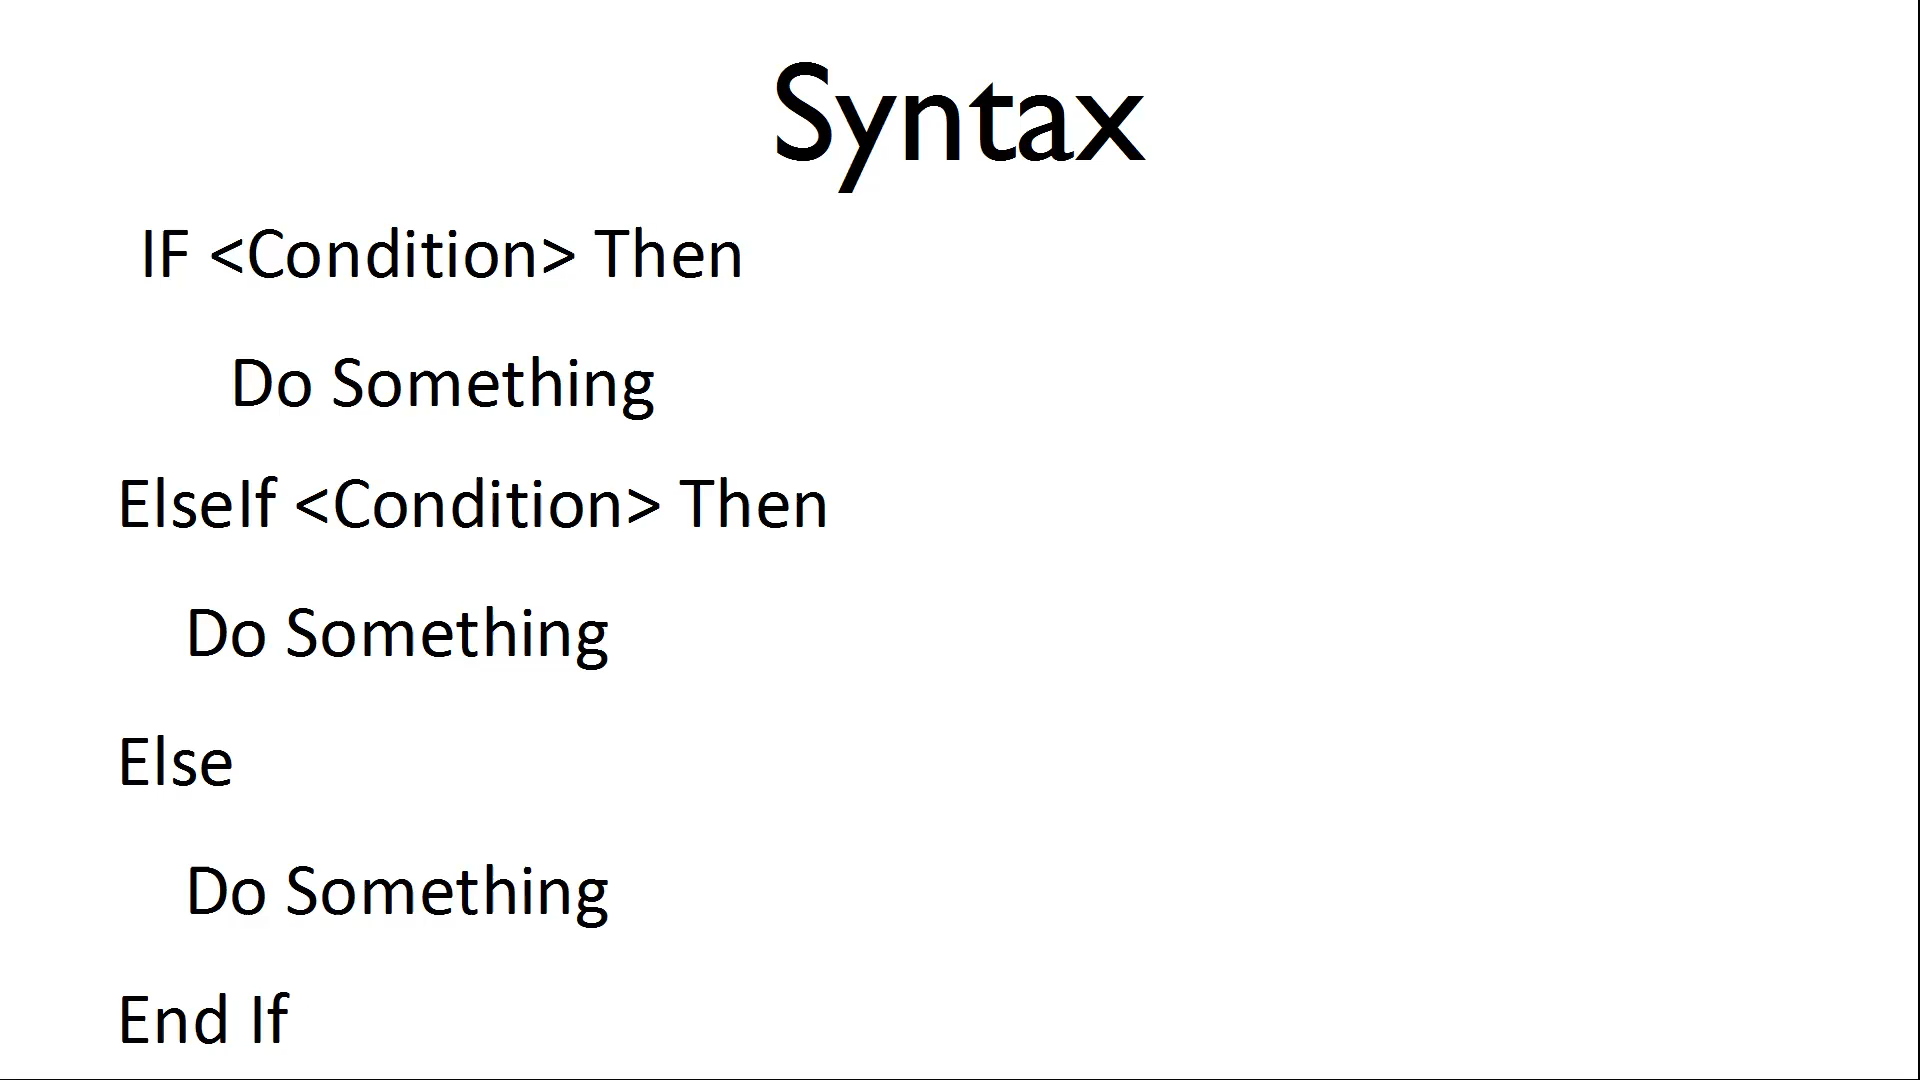 Syntax
IF <Condition> Then
Do Something
ElseIf <Condition> Then
Do Something
Else
Do Something
End If